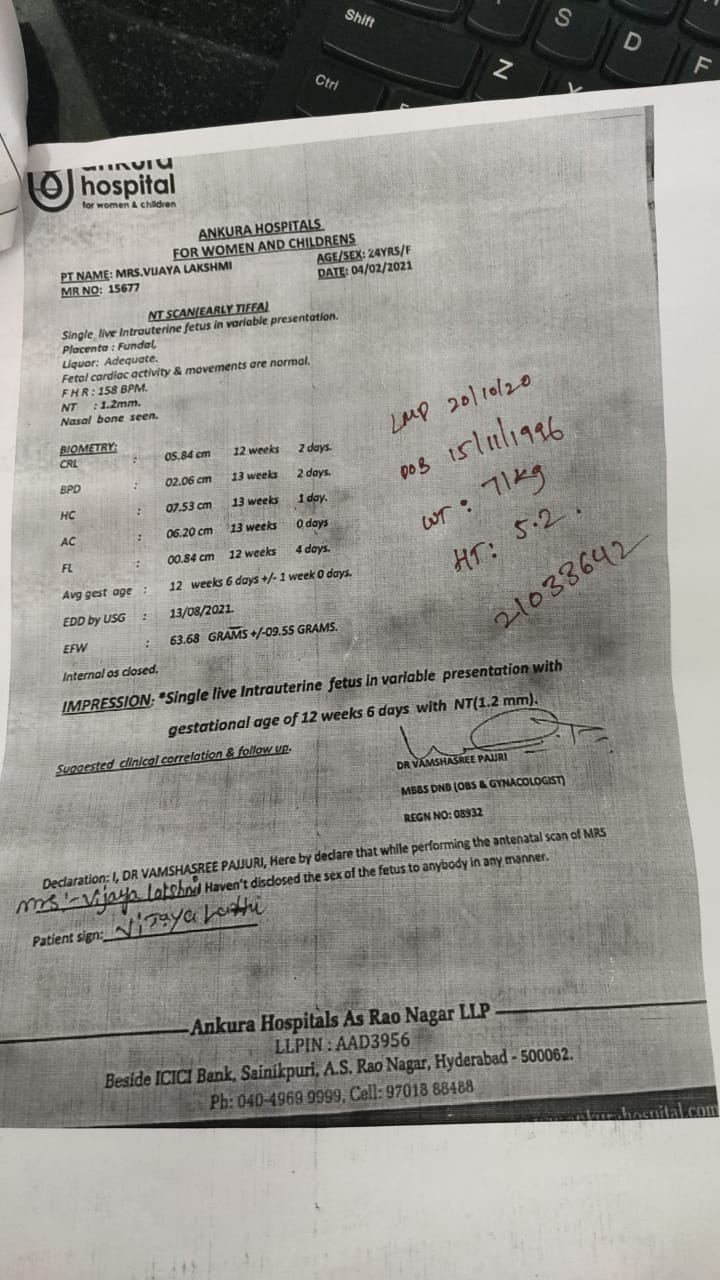 Shift
S
D
F
Z
Ctrl
ankura
hospital
for women & children
ANKURA HOSPITALS
FOR WOMEN AND CHILDRENS
PT NAME: MRS.VIJAYA LAKSHMI AGE/SEX: 24YRS/F
MR NO: 15677 DATE: 04/02/2021
NT SCAN(EARLY TIFFA)
Single live Intrauterine fetus in variable presentation.
Placenta : Fundal,
Liquor: Adequate.
Fetal cardiac activity & movements are normal.
F H R : 158 BPM.
NT : 1.2mm.
Nasal bone seen.
LMP 20/10/20
DOB 15/11/1996
WT : 71kg
HT: 5.2.
21033642
BIOMETRY:
CRL : 05.84 cm 12 weeks 2 days.
BPD : 02.06 cm 13 weeks 2 days.
HC : 07.53 cm 13 weeks 1 day.
AC : 06.20 cm 13 weeks 0 days
FL : 00.84 cm 12 weeks 4 days.
Avg gest age : 12 weeks 6 days +/- 1 week 0 days.
EDD by USG : 13/08/2021.
EFW : 63.68 GRAMS +/-09.55 GRAMS.
Internal os closed.
IMPRESSION: *Single live Intrauterine fetus in variable presentation with
gestational age of 12 weeks 6 days with NT(1.2 mm).
Suggested clinical correlation & follow up.
DR VAMSHASREE PAJJURI
MBBS DNB (OBS & GYNACOLOGIST)
REGN NO: 08932
Declaration: I, DR VAMSHASREE PAJJURI, Here by declare that while performing the antenatal scan of MRS
Mrs :- Vijaya Lakshmi Haven't disclosed the sex of the fetus to anybody in any manner.
Patient sign: Vijaya
Ankura Hospitals As Rao Nagar LLP
LLPIN : AAD3956
Beside ICICI Bank, Sainikpuri, A.S. Rao Nagar, Hyderabad - 500062.
Ph: 040-4969 9999, Cell: 97018 88488
hospital.com